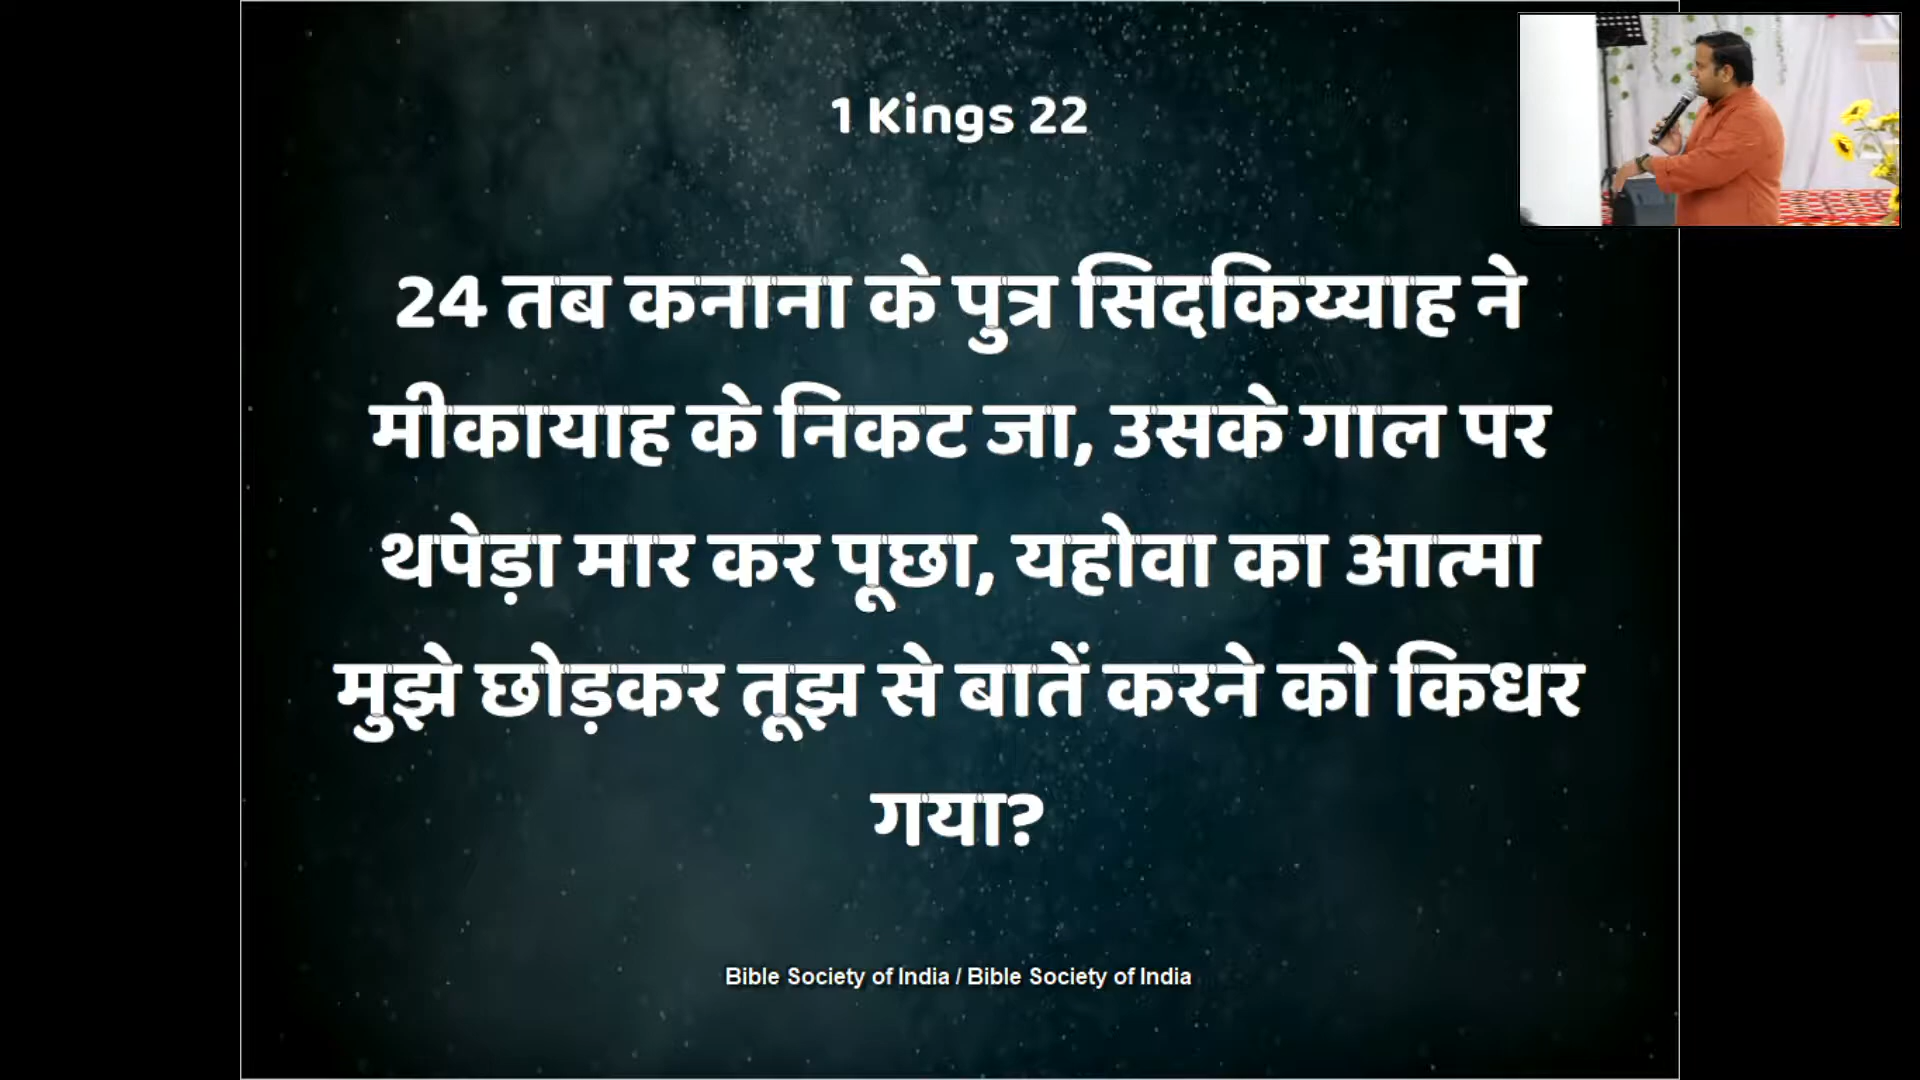 1 Kings 22
24 तब कनाना के पुत्र सिदकिय्याह ने
मीकायाह के निकट जा, उसके गाल पर
थपेड़ा मार कर पूछा, यहोवा का आत्मा
मुझे छोड़कर तूझ से बातें करने को किधर
गया?
Bible Society of India / Bible Society of India